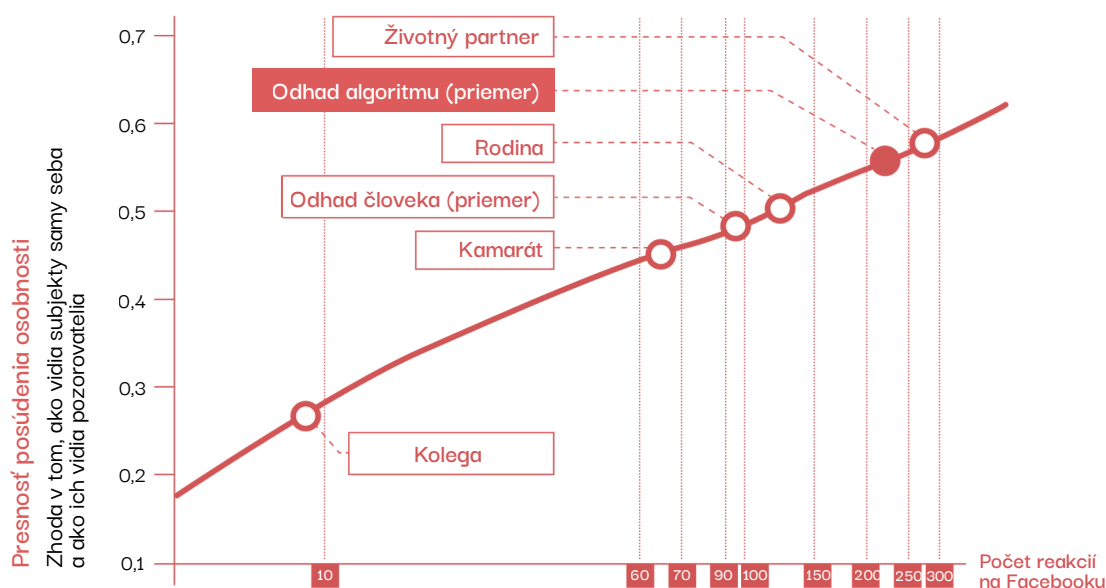 Presnosť posúdenia osobnosti
Zhoda v tom, ako vidia subjekty samy seba
a ako ich vidia pozorovatelia
0,7
0,6
0,5
0,4
0,3
0,2
0,1
Životný partner
Odhad algoritmu (priemer)
Rodina
Odhad človeka (priemer)
Kamarát
Kolega
10
60
70
90
100
150
200
250
300
Počet reakcií
na Facebooku